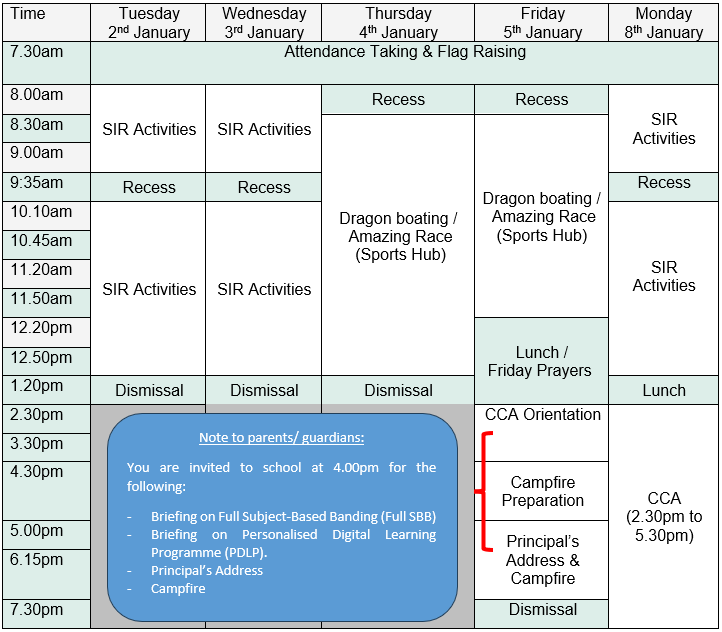 Time
Tuesday
2nd January
Wednesday
3rd January
Thursday
4th January
Friday
5th January
Monday
8th January
7.30am
Attendance Taking & Flag Raising
8.00am
8.30am
9.00am
SIR Activities
SIR Activities
Recess
Recess
SIR
Activities
9:35am
Recess
Recess
Recess
10.10am
10.45am
11.20am
11.50am
12.20pm
12.50pm
SIR Activities
SIR Activities
Dragon boating /
Amazing Race
(Sports Hub)
Dragon boating /
Amazing Race
(Sports Hub)
SIR
Activities
Lunch /
Friday Prayers
1.20pm
Dismissal
Dismissal
Dismissal
Lunch
2.30pm
3.30pm
4.30pm
5.00pm
6.15pm
7.30pm
Note to parents/ guardians:
You are invited to school at 4.00pm for the
following:
- Briefing on Full Subject-Based Banding (Full SBB)
- Briefing on Personalised Digital Learning
Programme (PDLP).
- Principal's Address
- Campfire
CCA Orientation
Campfire
Preparation
Principal's
Address &
Campfire
Dismissal
CCA
(2.30pm to
5.30pm)